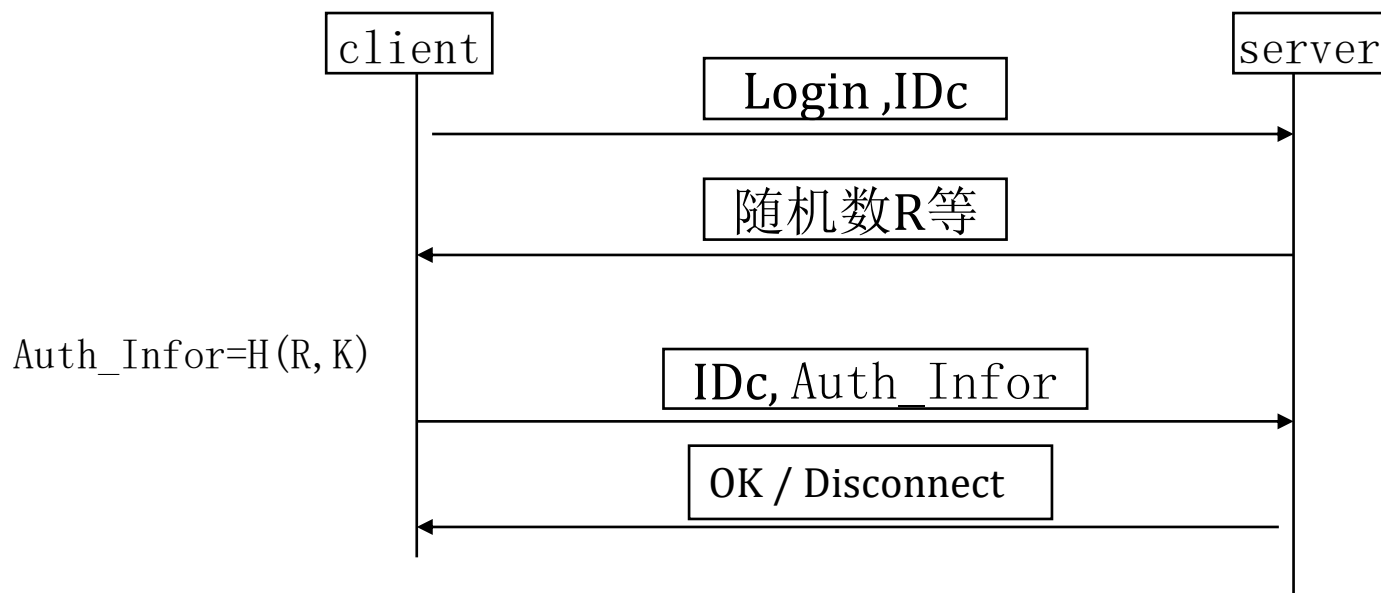 client
server
Login ,IDc
随机数R等
Auth_Infor=H(R,K)
IDc, Auth_Infor
OK / Disconnect